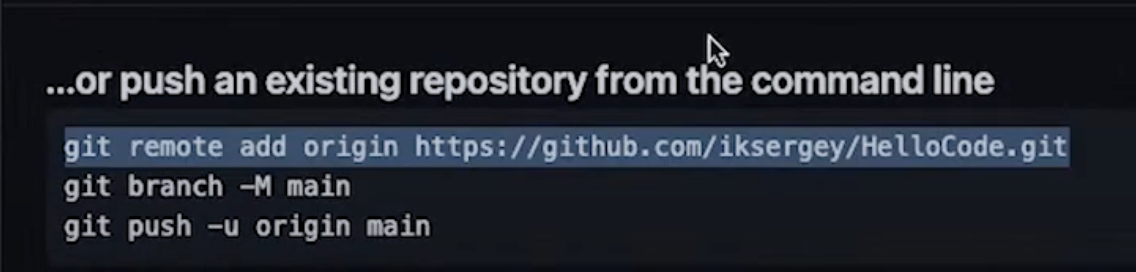 ...or push an existing repository from the command line
git remote add origin https://github.com/iksergey/HelloCode.git
git branch -M main
git push -u origin main